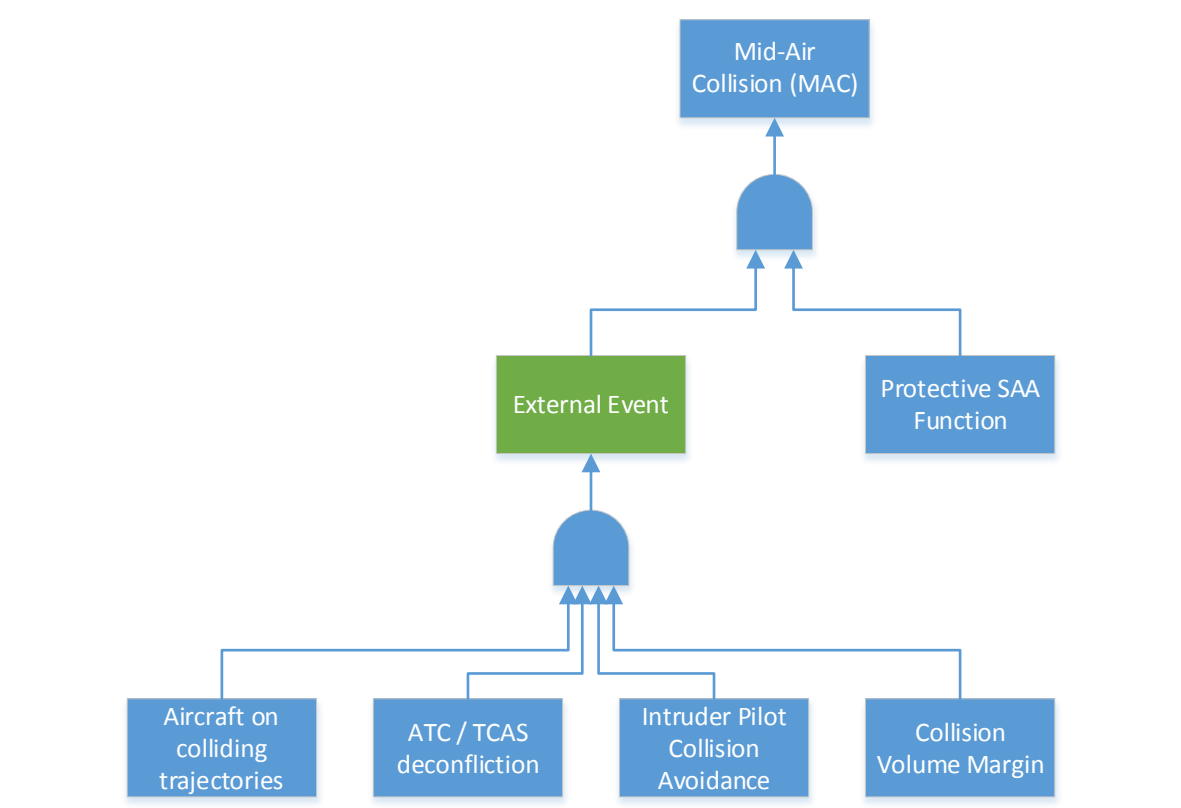 Mid-Air
Collision (MAC)
External Event
Protective SAA
Function
Aircraft on
colliding
trajectories
ATC / TCAS
deconfliction
Intruder Pilot
Collision
Avoidance
Collision
Volume Margin